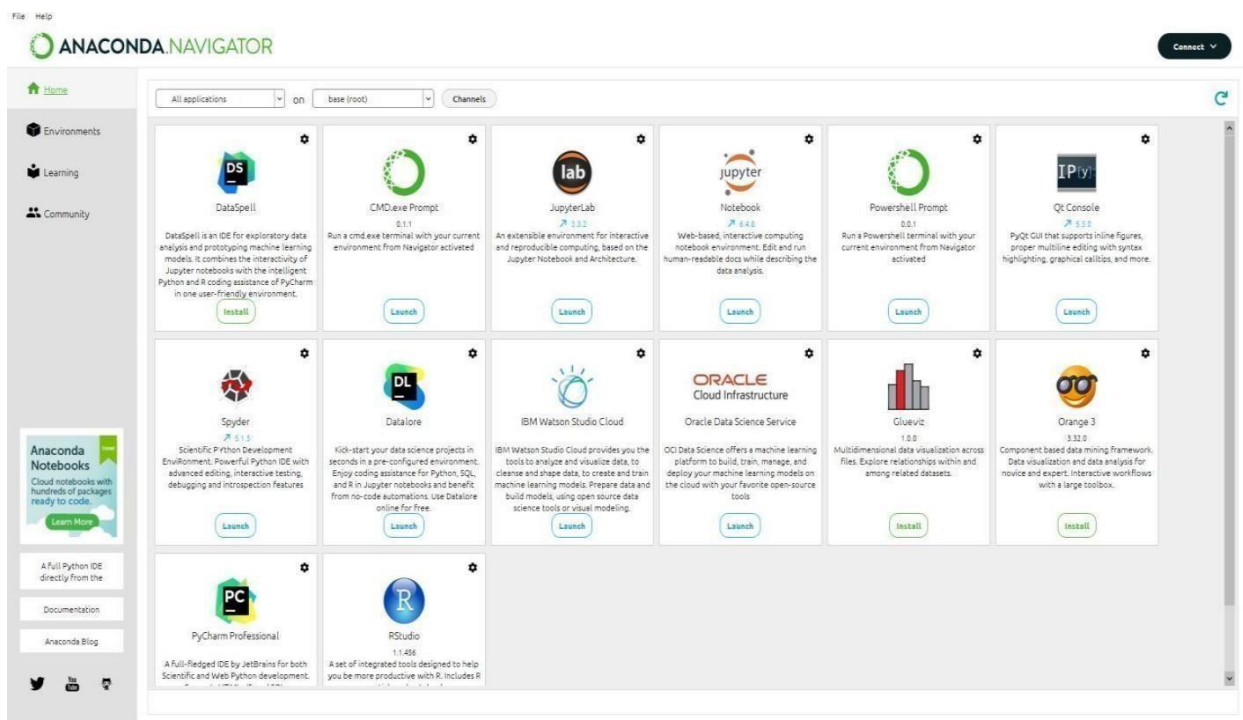 File Help
ANACONDA.NAVIGATOR
Connect
Home
Environments
Learning
Community
All applications on base (root) Channels
DS
DataSpell
DataSpell is an IDE for exploratory data
analysis and prototyping machine learning
models. It combines the interactivity of
Jupyter notebooks with the intelligent
Python and R coding assistance of PyCharm
in one user-friendly environment.
Install
CMD.exe Prompt
0.1.1
Run a cmd.exe terminal with your current
environment from Navigator activated
Launch
lab
JupyterLab
3.3.2
An extensible environment for interactive
and reproducible computing, based on the
Jupyter Notebook and Architecture.
Launch
jupyter
Notebook
6.4.8
Web-based, interactive computing
notebook environment. Edit and run
human-readable docs while describing the
data analysis.
Launch
Powershell Prompt
0.0.1
Run a Powershell terminal with your
current environment from Navigator
activated
Launch
IP[y]:
Qt Console
5.3.0
PyQt GUI that supports inline figures,
proper multiline editing with syntax
highlighting, graphical calltips, and more.
Launch
Spyder
5.1.5
Scientific PYthon Development
EnviRonment. Powerful Python IDE with
advanced editing, interactive testing,
debugging and introspection features
Launch
DL
Datalore
Kick-start your data science projects in
seconds in a pre-configured environment.
Enjoy coding assistance for Python, SQL,
and R in Jupyter notebooks and benefit
from no-code automations. Use Datalore
online for free.
Launch
IBM Watson Studio Cloud
IBM Watson Studio Cloud provides you the
tools to analyze and visualize data, to
cleanse and shape data, to create and train
machine learning models. Prepare data and
build models, using open source data
science tools or visual modeling.
Launch
ORACLE
Cloud Infrastructure
Oracle Data Science Service
OCI Data Science offers a machine learning
platform to build, train, manage, and
deploy your machine learning models on
the cloud with your favorite open-source
tools
Launch
Glueviz
1.0.0
Multidimensional data visualization across
files. Explore relationships within and
among related datasets.
Install
Orange 3
3.32.0
Component based data mining framework.
Data visualization and data analysis for
novice and expert. Interactive workflows
with a large toolbox.
Install
PC
PyCharm Professional
A full-fledged IDE by JetBrains for both
Scientific and Web Python development.
R
RStudio
1.1.456
A set of integrated tools designed to help
you be more productive with R. Includes R
Anaconda
Notebooks
Cloud notebooks with
hundreds of packages
ready to code.
Learn More
A Full Python IDE
directly from the
Documentation
Anaconda Blog
You
Tube